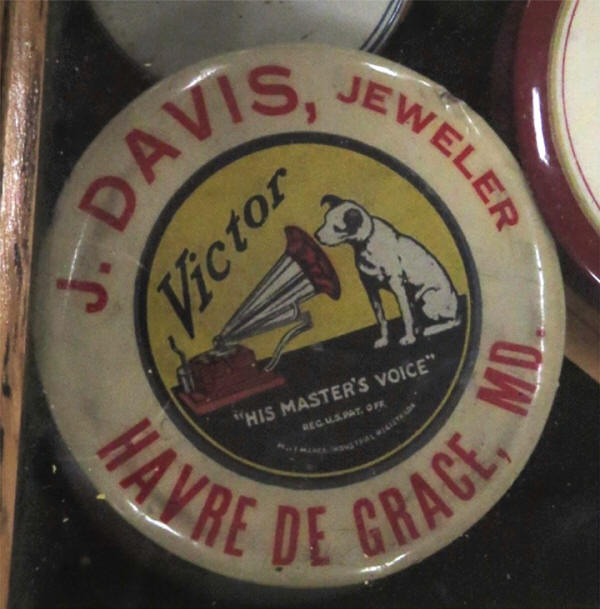 J. DAVIS, JEWELER
Victor
"HIS MASTER'S VOICE"
REG. U.S. PAT. OFF.
HAVRE DE GRACE, MD.